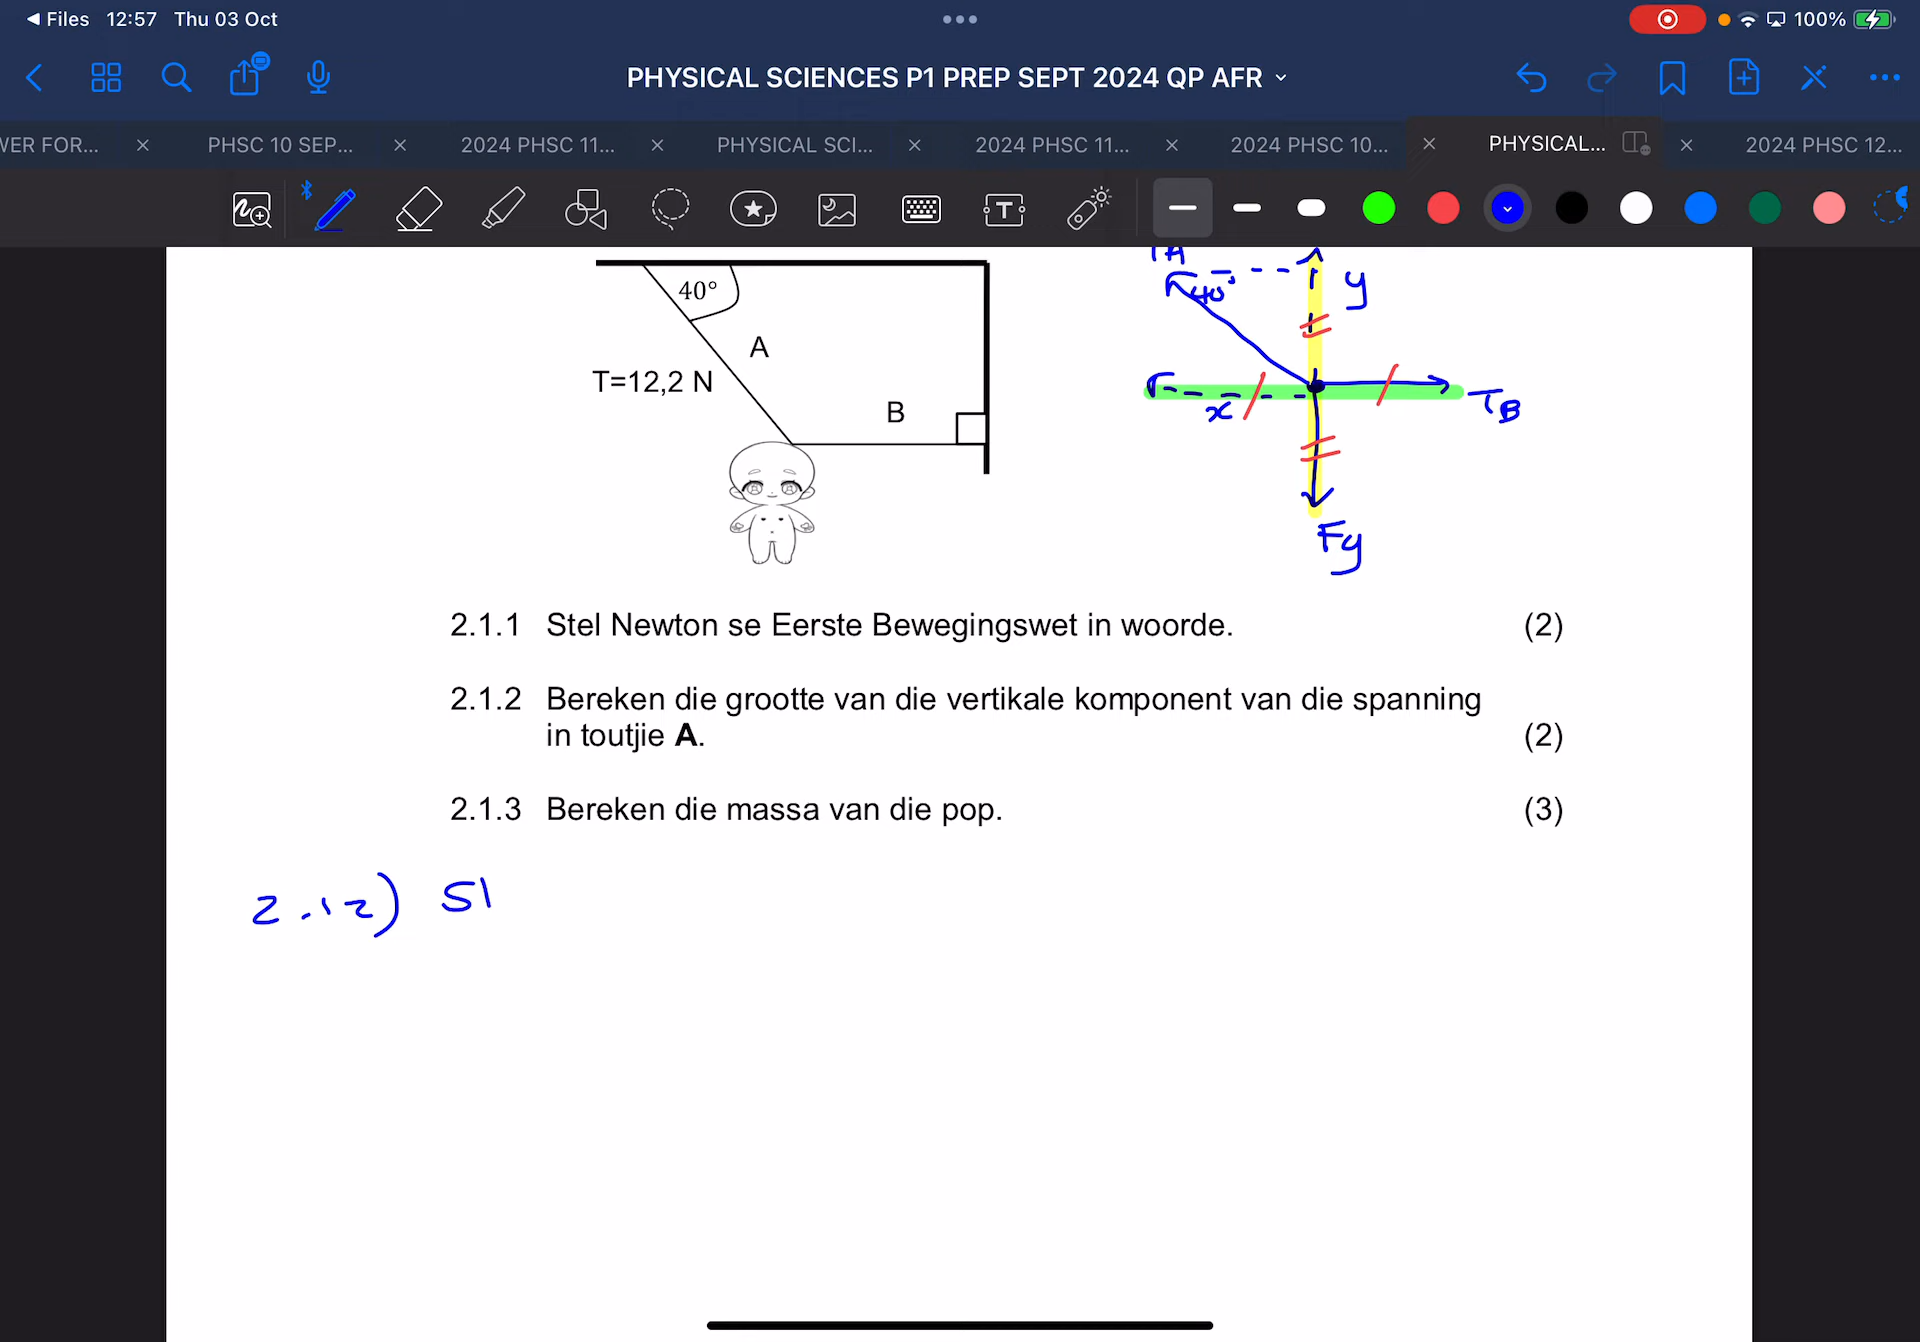 Files 12:57 Thu 03 Oct 100%
PHYSICAL SCIENCES P1 PREP SEPT 2024 QP AFR
WER FOR... PHSC 10 SEP... 2024 PHSC 11... PHYSICAL SCI... 2024 PHSC 11... 2024 PHSC 10... PHYSICAL... 2024 PHSC 12...
TA
40° y
40°
A
T=12,2 N
B
x TB
Fy
2.1.1 Stel Newton se Eerste Bewegingswet in woorde. (2)
2.1.2 Bereken die grootte van die vertikale komponent van die spanning
in toutjie A. (2)
2.1.3 Bereken die massa van die pop. (3)
2.12) SI